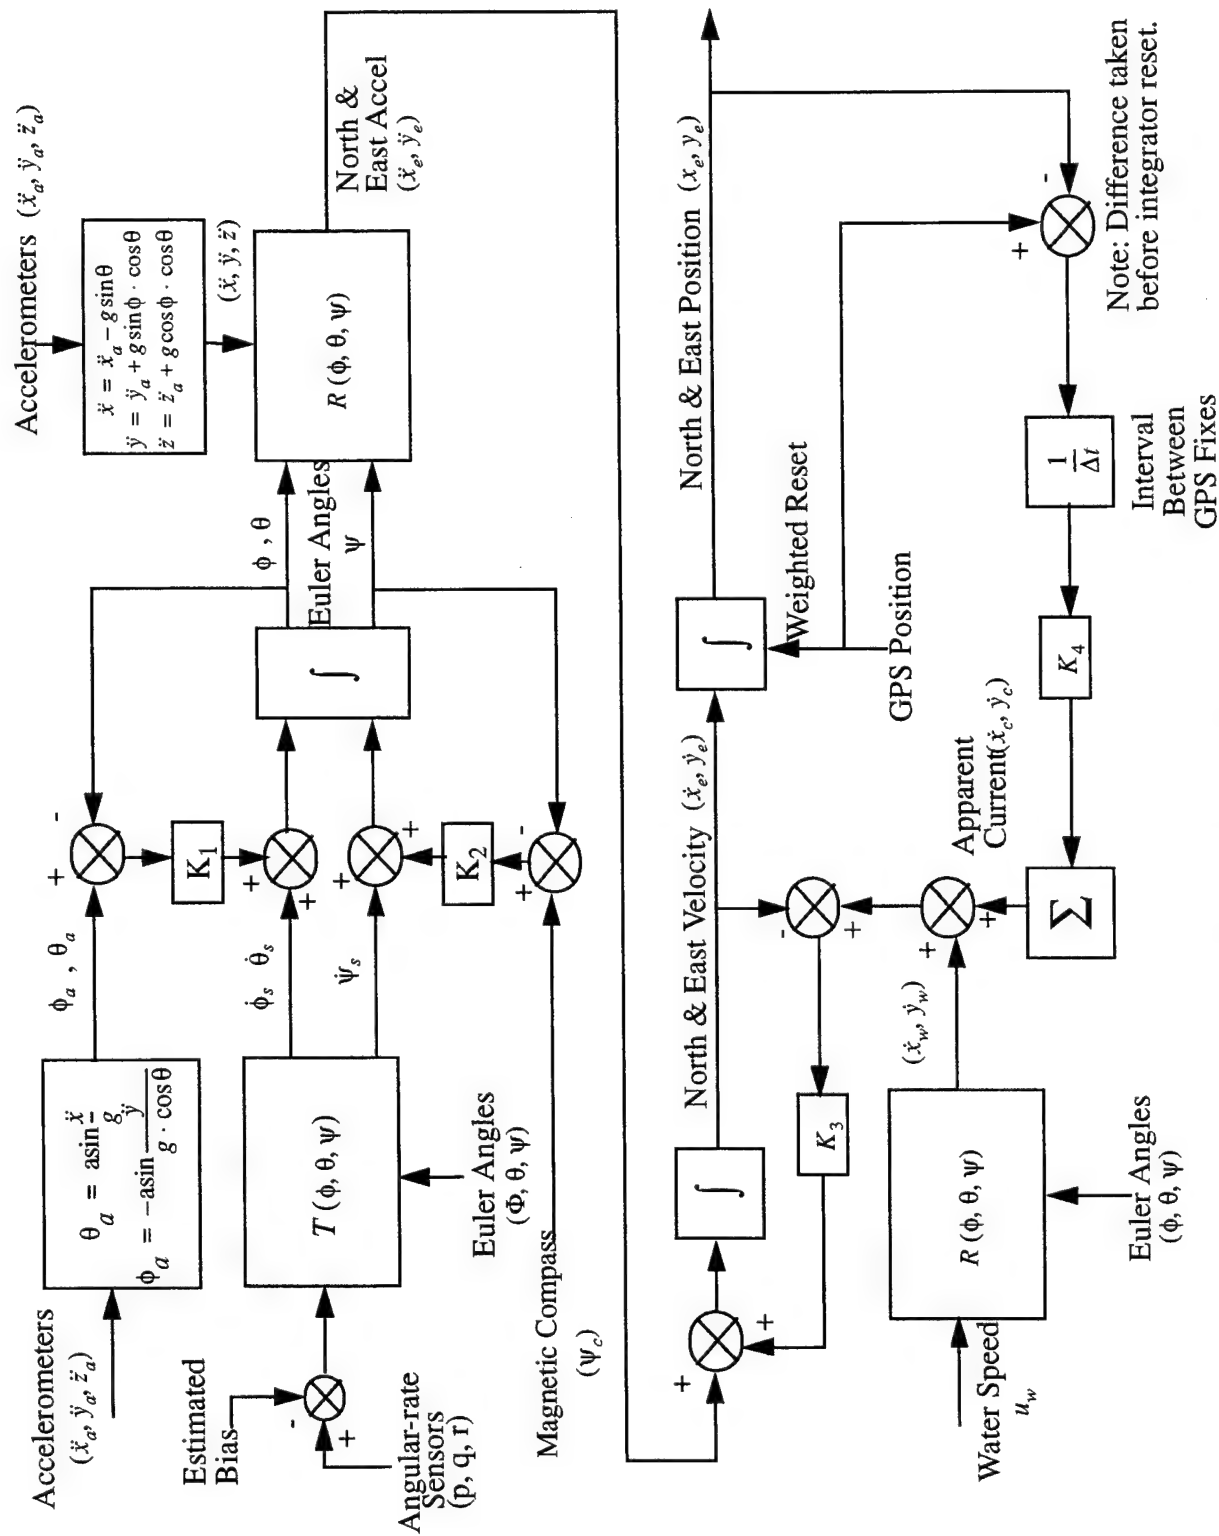 Accelerometers
(ẍ_a, ÿ_a, z̈_a)
θ_a = asin ẍ/g
ϕ_a = −asin ÿ/(g · cosθ)
ϕ_a , θ_a
+
-
K₁
+
+
Estimated
Bias
-
+
Angular-rate
Sensors
(p, q, r)
T (ϕ, θ, ψ)
Euler Angles
(Φ, θ, ψ)
ϕ̇_s θ̇_s
ψ̇_s
Magnetic Compass
(ψ_c)
+
+
K₂
+
-
∫
ϕ , θ
Euler Angles
ψ
Accelerometers (ẍ_a, ÿ_a, z̈_a)
ẍ = ẍ_a − g sinθ
ÿ = ÿ_a + g sinϕ · cosθ
z̈ = z̈_a + g cosϕ · cosθ
(ẍ, ÿ, z̈)
R (ϕ, θ, ψ)
North &
East Accel
(ẍ_e, ÿ_e)
+
+
∫
North & East Velocity (ẋ_e, ẏ_e)
K₃
-
+
Water Speed
u_w
R (ϕ, θ, ψ)
Euler Angles
(ϕ, θ, ψ)
(ẋ_w, ẏ_w)
+
+
Σ
Apparent
Current(ẋ_c, ẏ_c)
K₄
∫
Weighted Reset
GPS Position
North & East Position (x_e, y_e)
1/Δt
Interval
Between
GPS Fixes
+
-
Note: Difference taken
before integrator reset.